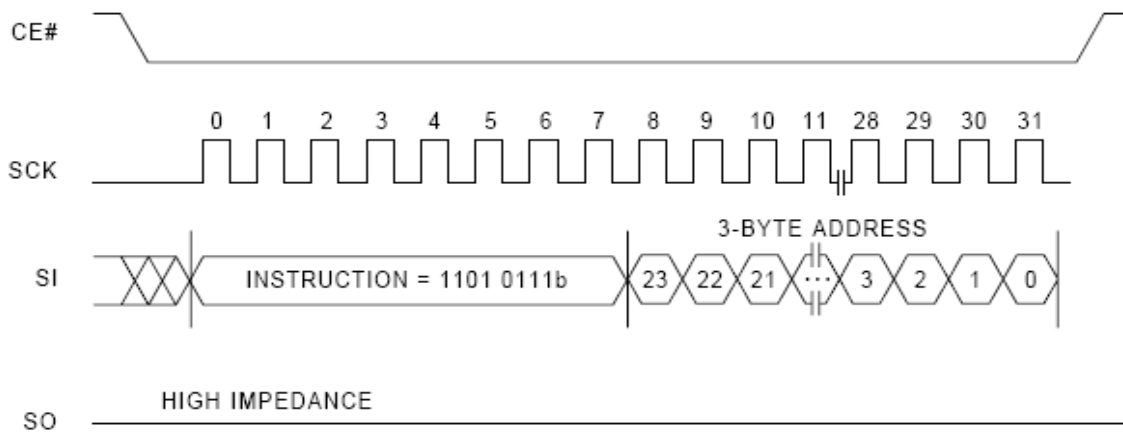 CE#
0 1 2 3 4 5 6 7 8 9 10 11 28 29 30 31
SCK
3-BYTE ADDRESS
SI INSTRUCTION = 1101 0111b 23 22 21 ... 3 2 1 0
HIGH IMPEDANCE
SO